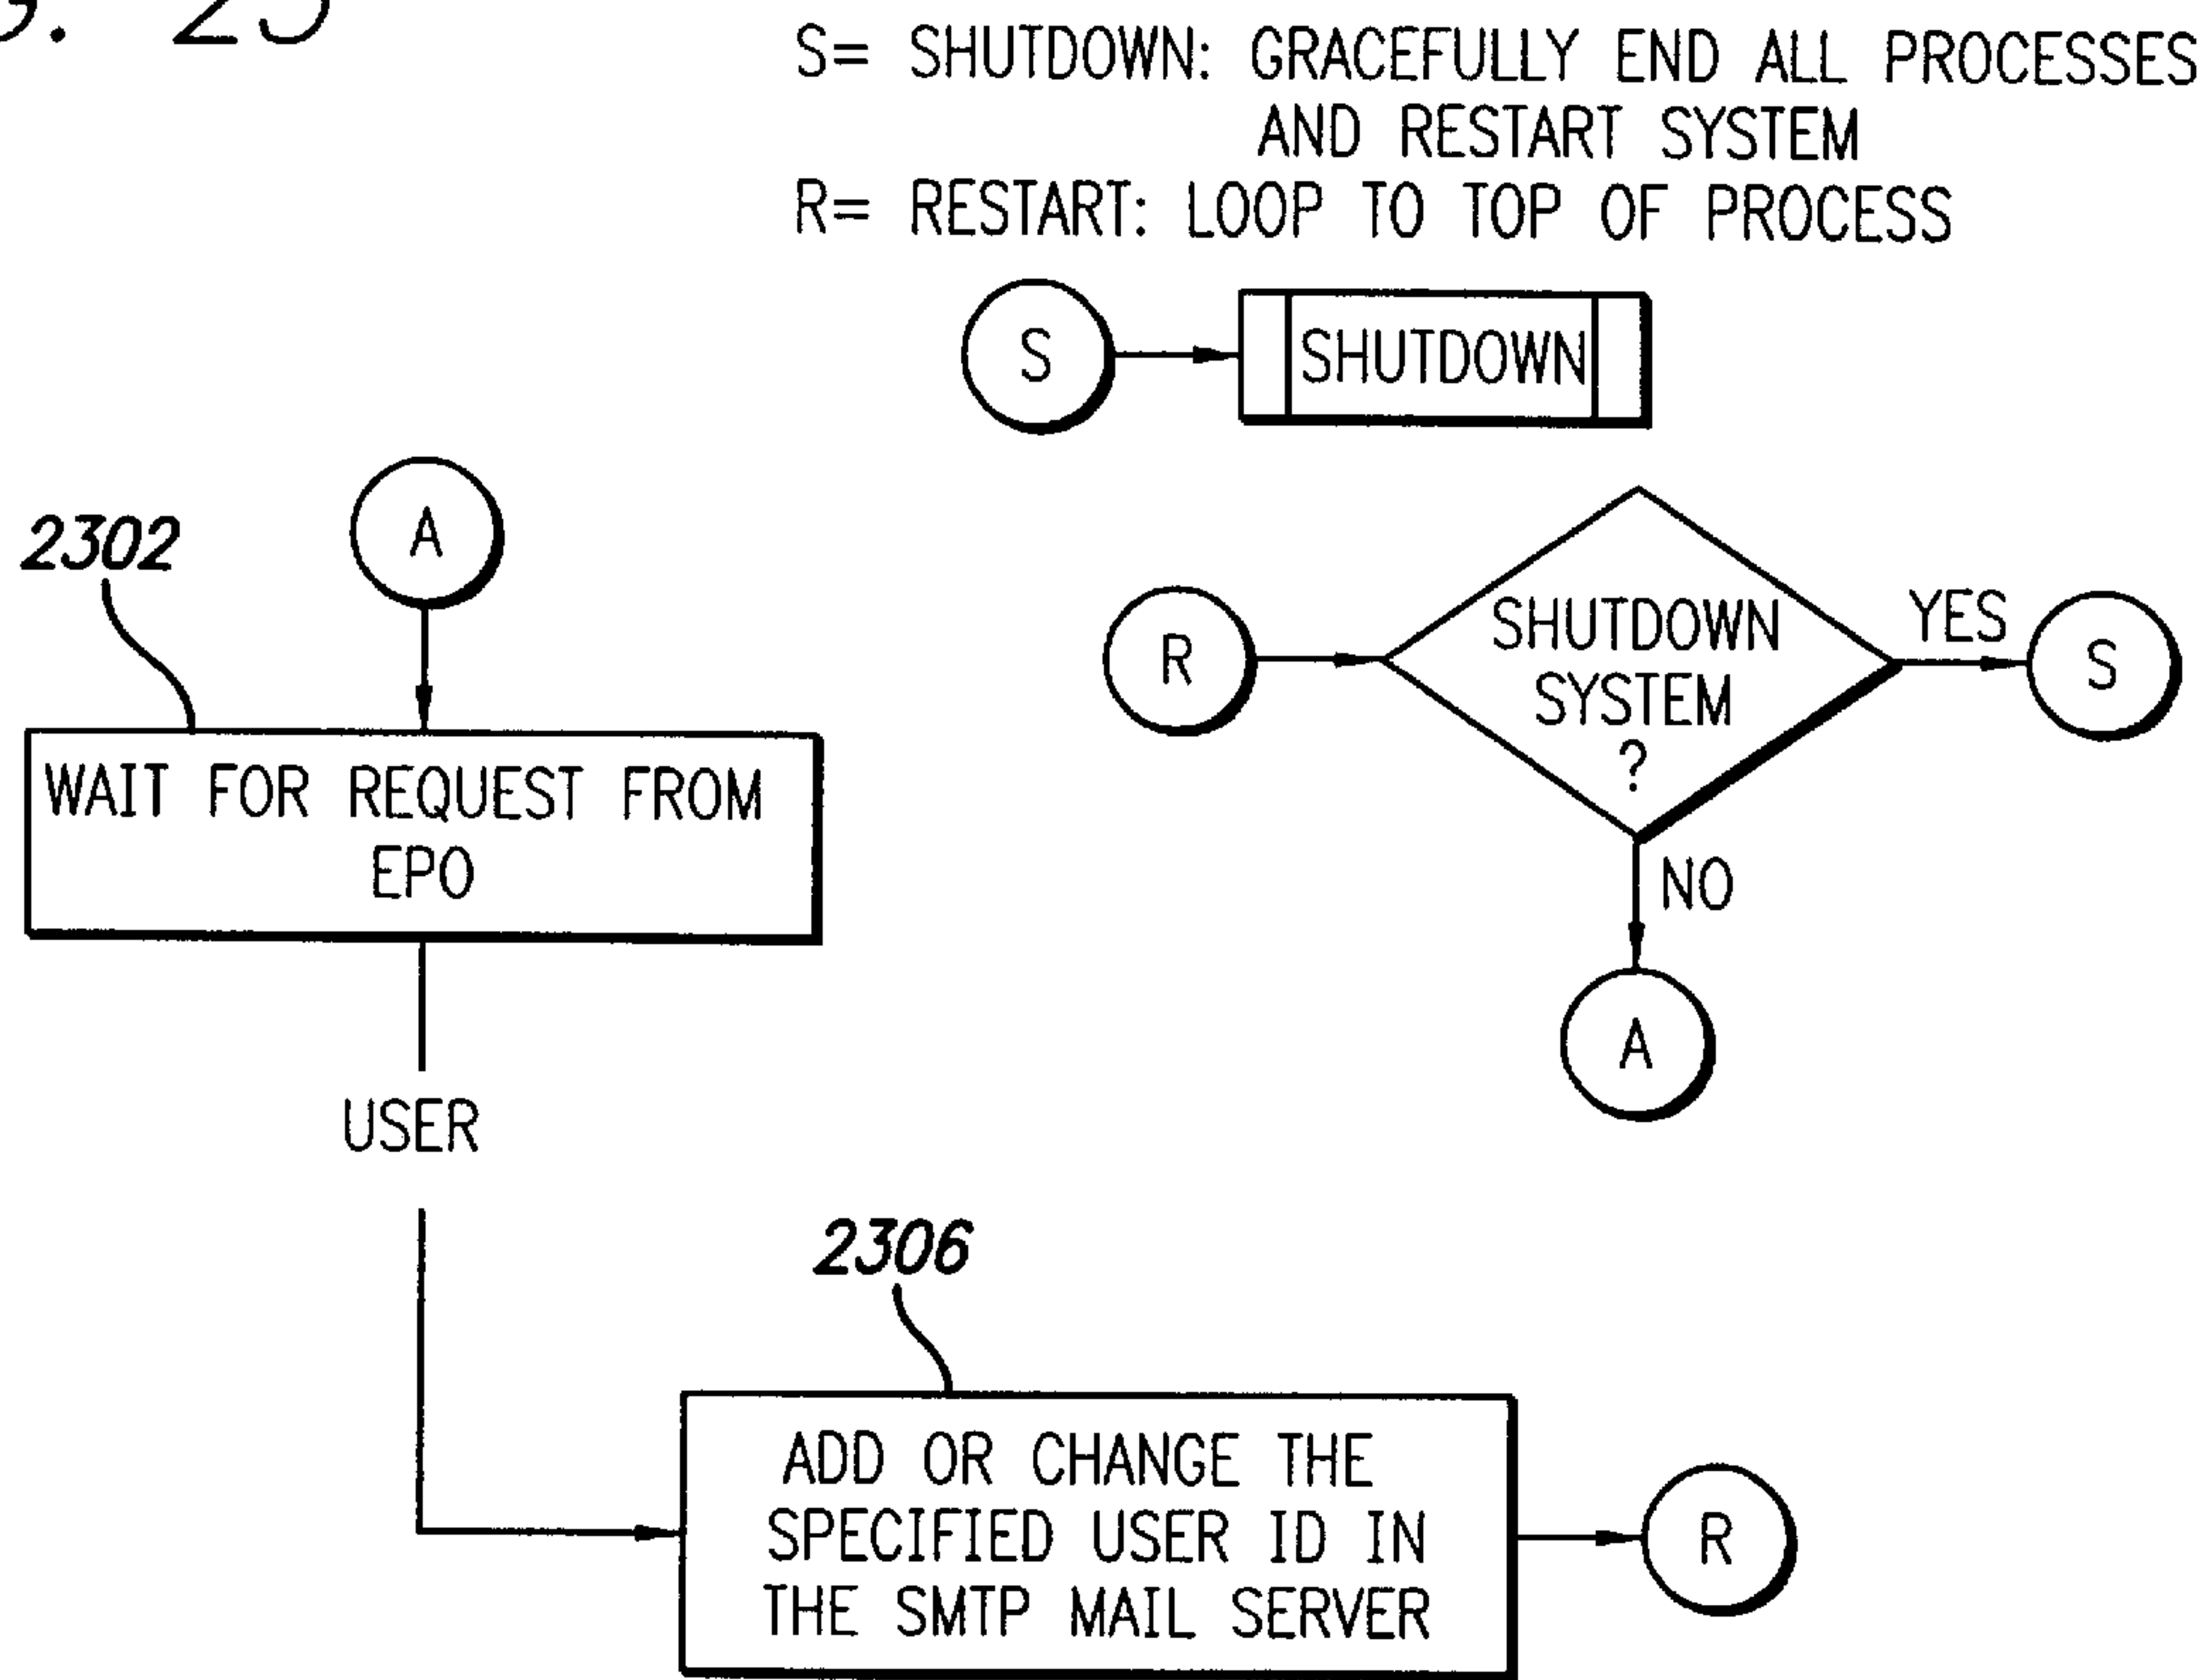 S= SHUTDOWN: GRACEFULLY END ALL PROCESSES
AND RESTART SYSTEM
R= RESTART: LOOP TO TOP OF PROCESS
S
SHUTDOWN
A
2302
WAIT FOR REQUEST FROM
EPO
R
SHUTDOWN
SYSTEM
?
YES
S
NO
A
USER
2306
ADD OR CHANGE THE
SPECIFIED USER ID IN
THE SMTP MAIL SERVER
R